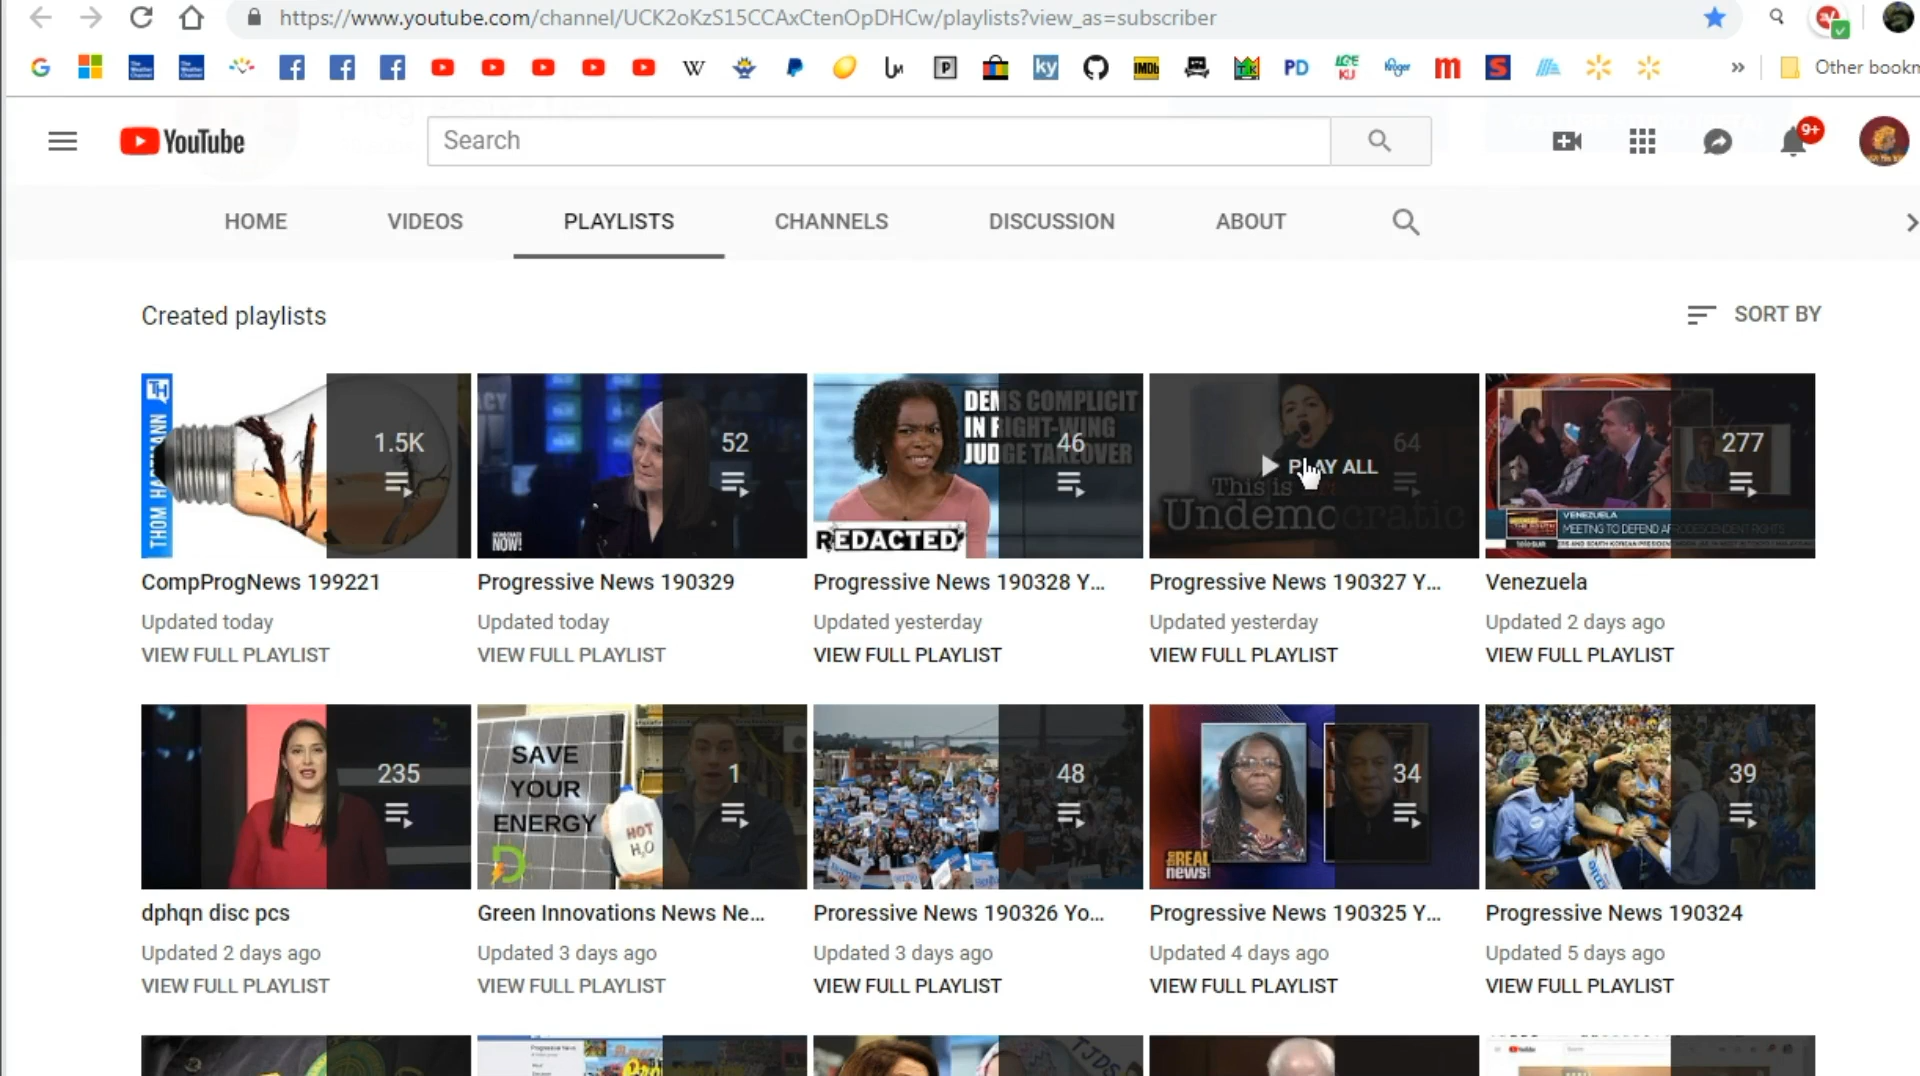 https://www.youtube.com/channel/UCK2oKzS15CCAxCtenOpDHCw/playlists?view_as=subscriber
Other bookm
YouTube
Search
9+
HOME VIDEOS PLAYLISTS CHANNELS DISCUSSION ABOUT
Created playlists
SORT BY
TH
THOM HARTMANN
1.5K
DEMOCRACY
NOW!
52
DEMS COMPLICIT
IN RIGHT-WING
JUDGE TAKEOVER
REDACTED
46
PLAY ALL
64
This is
Undemocratic
277
VENEZUELA
MEETING TO DEFEND AFRODESCENDENT RIGHTS
teleSUR
CompProgNews 199221
Progressive News 190329
Progressive News 190328 Y...
Progressive News 190327 Y...
Venezuela
Updated today
Updated today
Updated yesterday
Updated yesterday
Updated 2 days ago
VIEW FULL PLAYLIST
VIEW FULL PLAYLIST
VIEW FULL PLAYLIST
VIEW FULL PLAYLIST
VIEW FULL PLAYLIST
235
SAVE
YOUR
ENERGY
HOT
H2O
1
48
the REAL
news
34
39
dphqn disc pcs
Green Innovations News Ne...
Proressive News 190326 Yo...
Progressive News 190325 Y...
Progressive News 190324
Updated 2 days ago
Updated 3 days ago
Updated 3 days ago
Updated 4 days ago
Updated 5 days ago
VIEW FULL PLAYLIST
VIEW FULL PLAYLIST
VIEW FULL PLAYLIST
VIEW FULL PLAYLIST
VIEW FULL PLAYLIST
TJDS